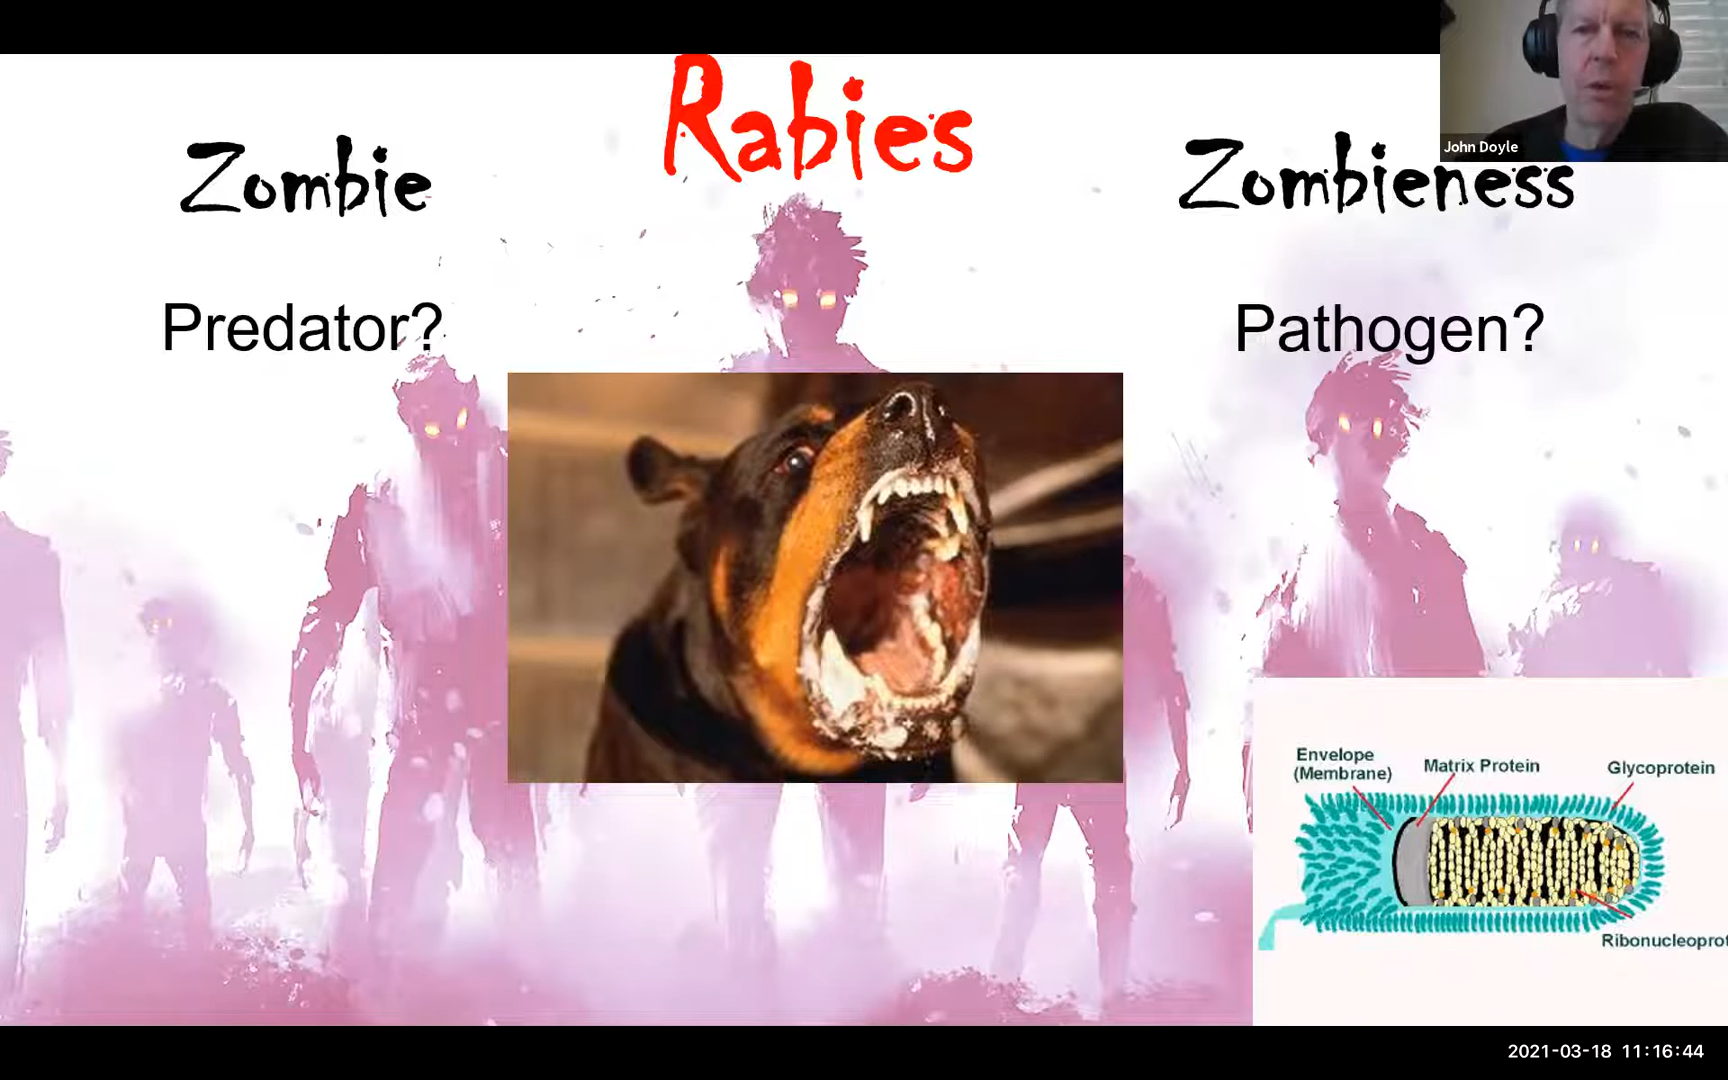 Rabies
Zombie
Zombieness
John Doyle
Predator?
Pathogen?
Envelope
(Membrane)
Matrix Protein
Glycoprotein
Ribonucleoprot
2021-03-18 11:16:44